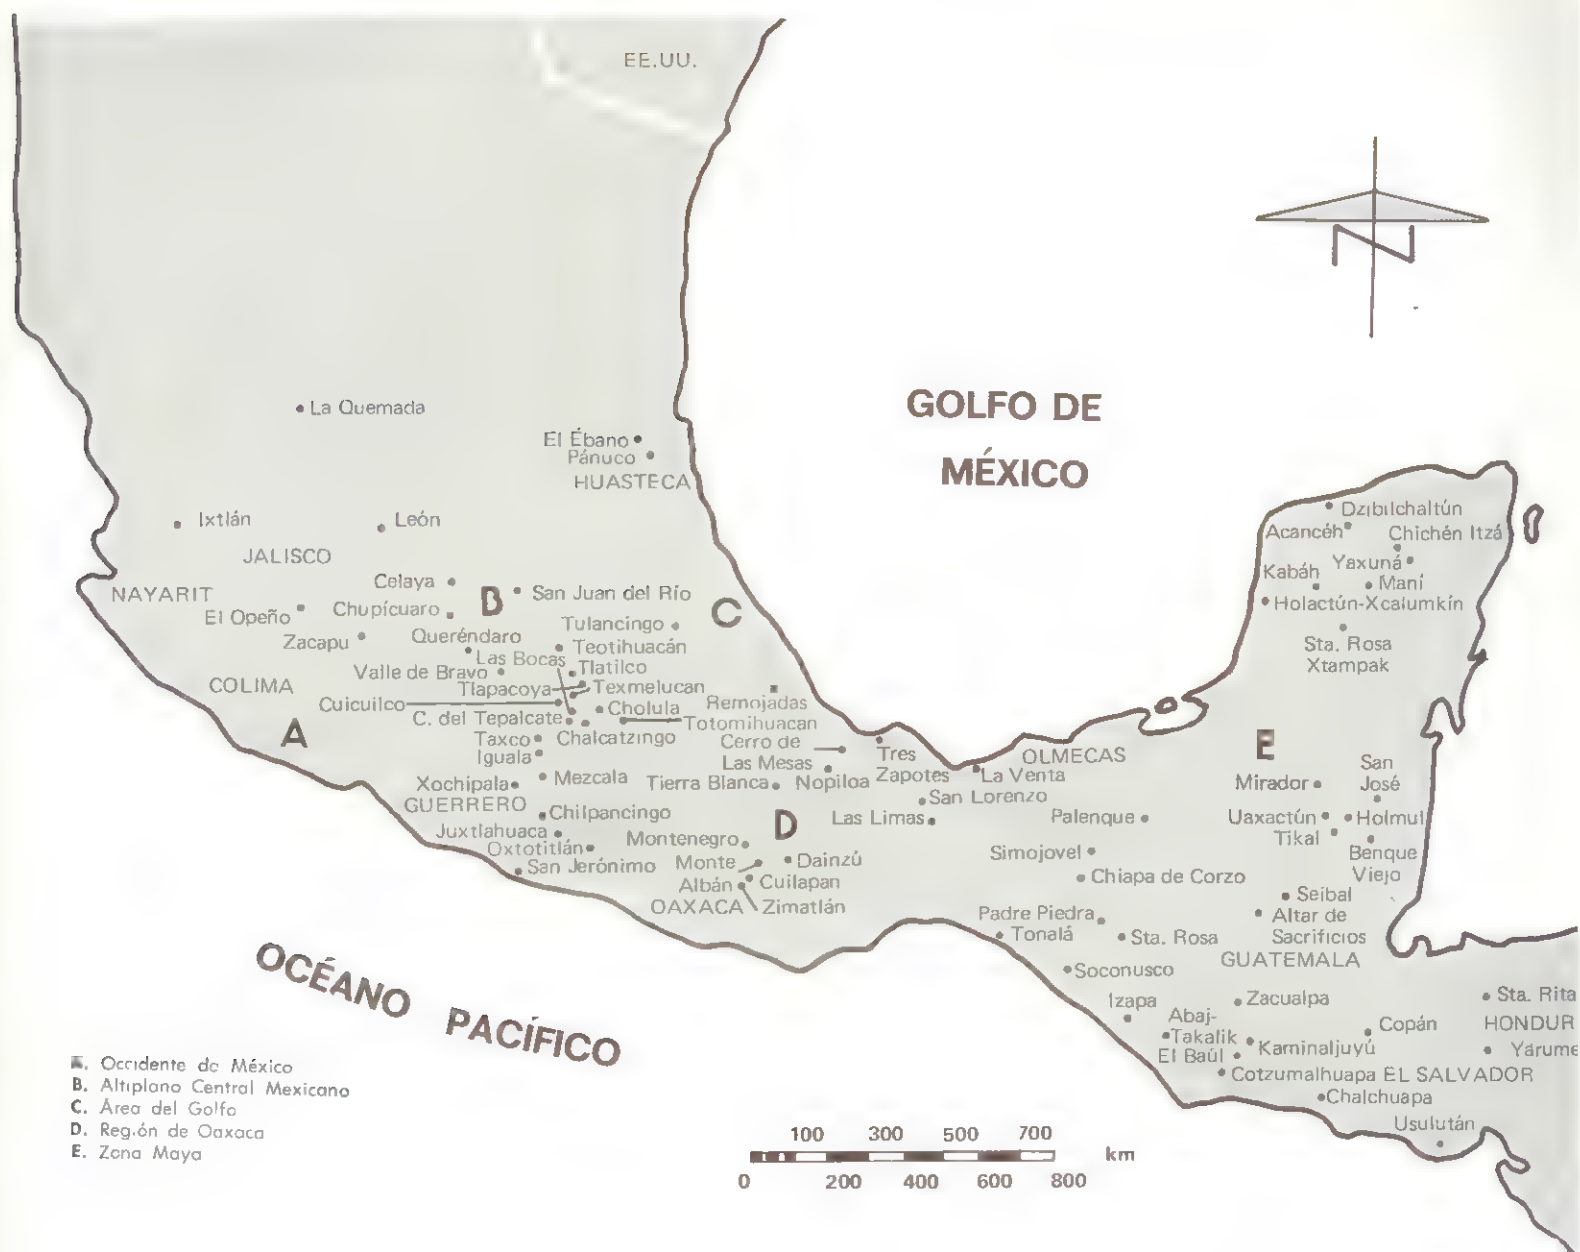 EE.UU.
N
GOLFO DE
MÉXICO
La Quemada
El Ébano
Pánuco
HUASTECA
Ixtlán
León
JALISCO
NAYARIT
Celaya
B
San Juan del Río
C
El Opeño
Chupícuaro
Tulancingo
Zacapu
Queréndaro
Teotihuacán
Las Bocas
Tlatilco
Valle de Bravo
COLIMA
Tlapacoya
Texmelucan
Cuicuilco
Cholula
Remojadas
C. del Tepalcate
Totomihuacan
A
Taxco
Chalcatzingo
Cerro de
Las Mesas
Iguala
Tres
Zapotes
OLMECAS
La Venta
Xochipala
Mezcala
Tierra Blanca
Nopiloa
GUERRERO
San Lorenzo
Chilpancingo
D
Las Limas
Palenque
Juxtlahuaca
Montenegro
Oxtotitlán
Simojovel
San Jerónimo
Monte
Albán
Dainzú
Cuilapan
Chiapa de Corzo
OAXACA
Zimatlán
Padre Piedra
Tonalá
Sta. Rosa
Soconusco
Dzibilchaltún
Acancéh
Chichén Itzá
Yaxuná
Kabáh
Maní
Holactún-Xcalumkín
Sta. Rosa
Xtampak
E
San
José
Mirador
Uaxactún
Holmul
Tikal
Benque
Viejo
Seibal
Altar de
Sacrificios
GUATEMALA
Izapa
Zacualpa
Sta. Rita
Abaj-
Takalik
Copán
HONDUR
El Baúl
Kaminaljuyú
Yarume
Cotzumalhuapa
EL SALVADOR
Chalchuapa
Usulután
OCÉANO PACÍFICO
A. Occidente de México
B. Altiplano Central Mexicano
C. Área del Golfo
D. Región de Oaxaca
E. Zona Maya
100 300 500 700
km
0 200 400 600 800